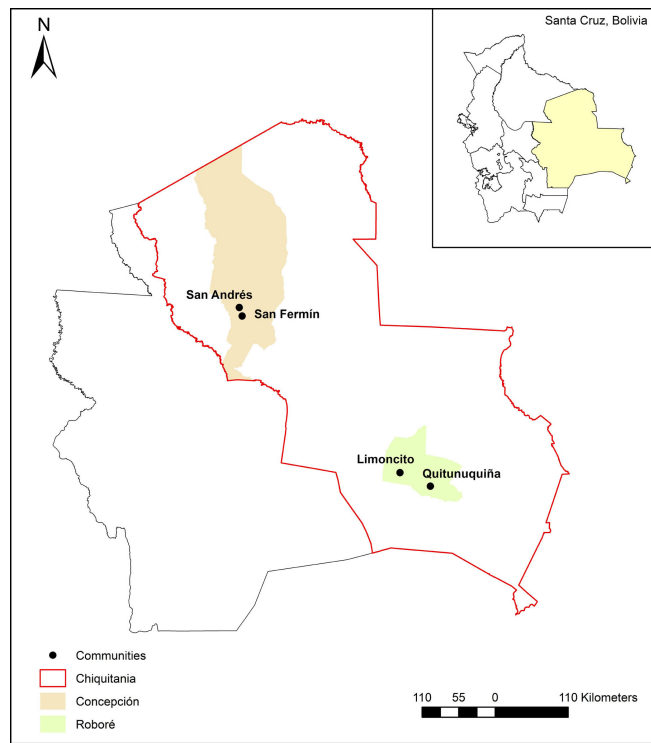 N
Santa Cruz, Bolivia
San Andrés
San Fermín
Limoncito
Quitunuquiña
Communities
Chiquitania
Concepción
Roboré
110 55 0 110 Kilometers